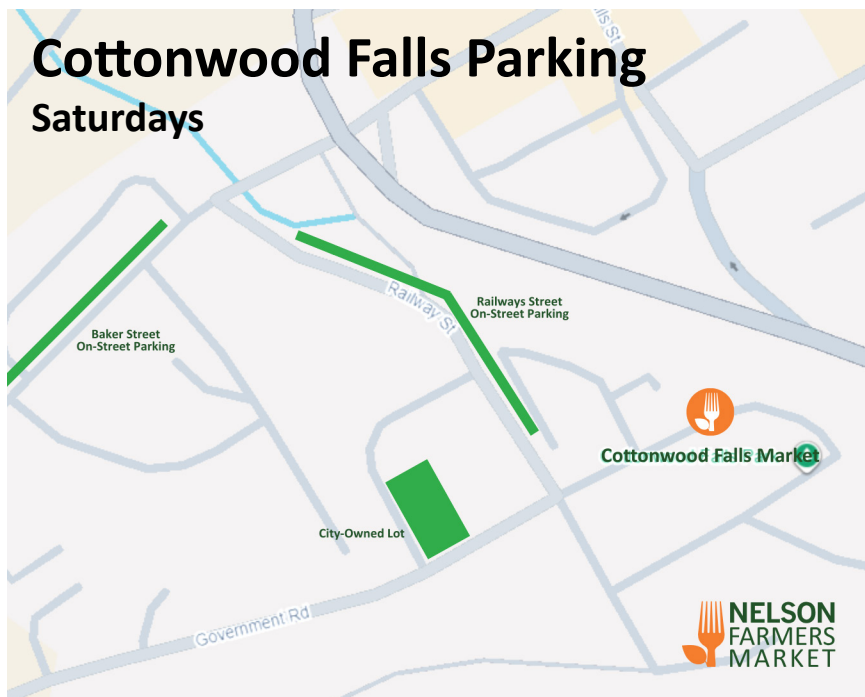 Cottonwood Falls Parking
Saturdays
Railways Street
On-Street Parking
Railway St
Baker Street
On-Street Parking
Cottonwood Falls Market
City-Owned Lot
Government Rd
NELSON
FARMERS
MARKET